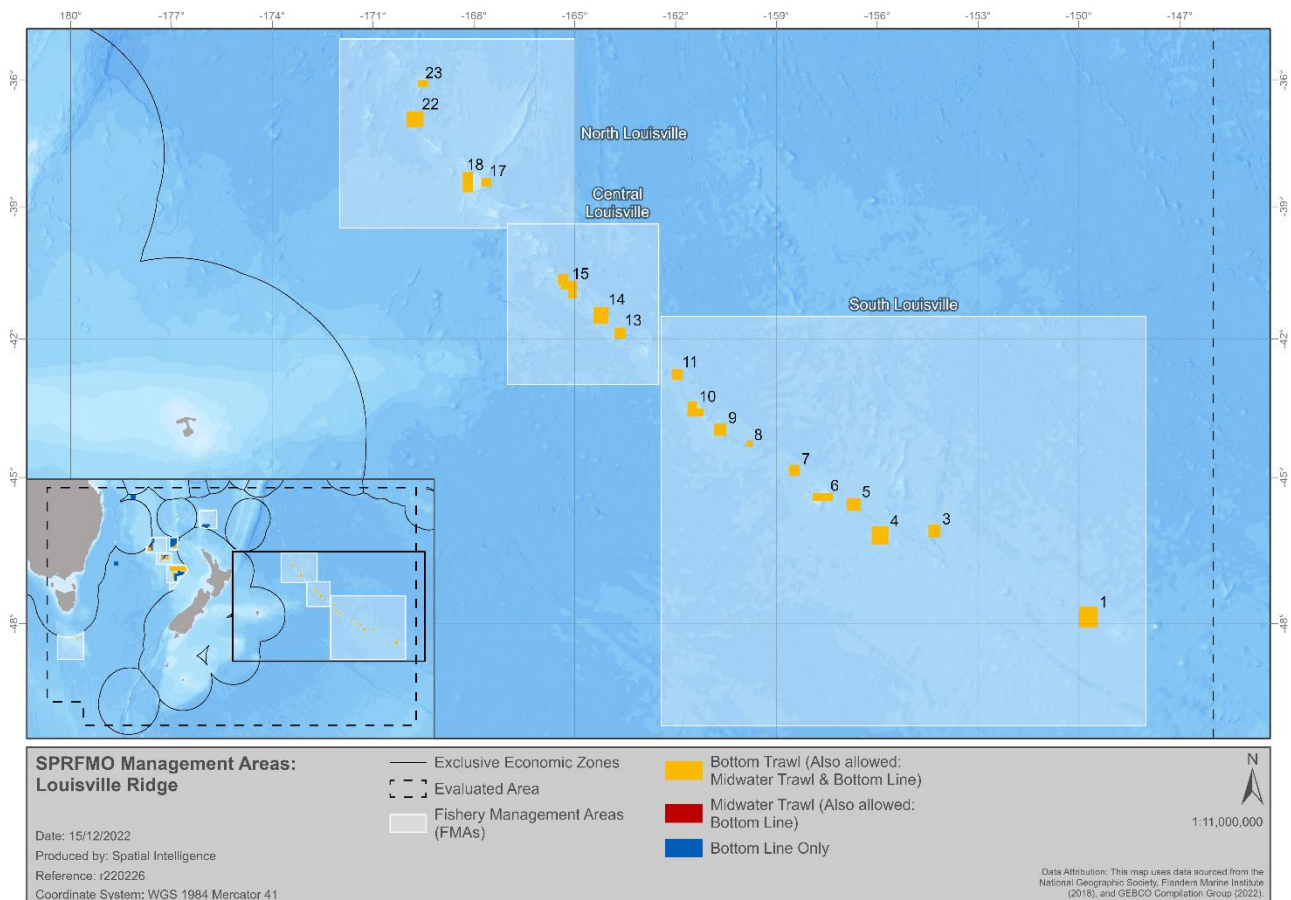 -180° -177° -174° -171° -168° -165° -162° -159° -156° -153° -150° -147°
-36° -36°
23
22
North Louisville
18 17
-39° -39°
Central
Louisville
15
14
13
South Louisville
-42° -42°
11
10
9
8
7
-45° -45°
6
5
4
3
1
-48° -48°
SPRFMO Management Areas:
Louisville Ridge
Date: 15/12/2022
Produced by: Spatial Intelligence
Reference: r220226
Coordinate System: WGS 1984 Mercator 41
Exclusive Economic Zones
Evaluated Area
Fishery Management Areas
(FMAs)
Bottom Trawl (Also allowed:
Midwater Trawl & Bottom Line)
Midwater Trawl (Also allowed:
Bottom Line)
Bottom Line Only
N
1:11,000,000
Data Attribution: This map uses data sourced from the
National Geographic Society, Flanders Marine Institute
(2018), and GEBCO Compilation Group (2022).